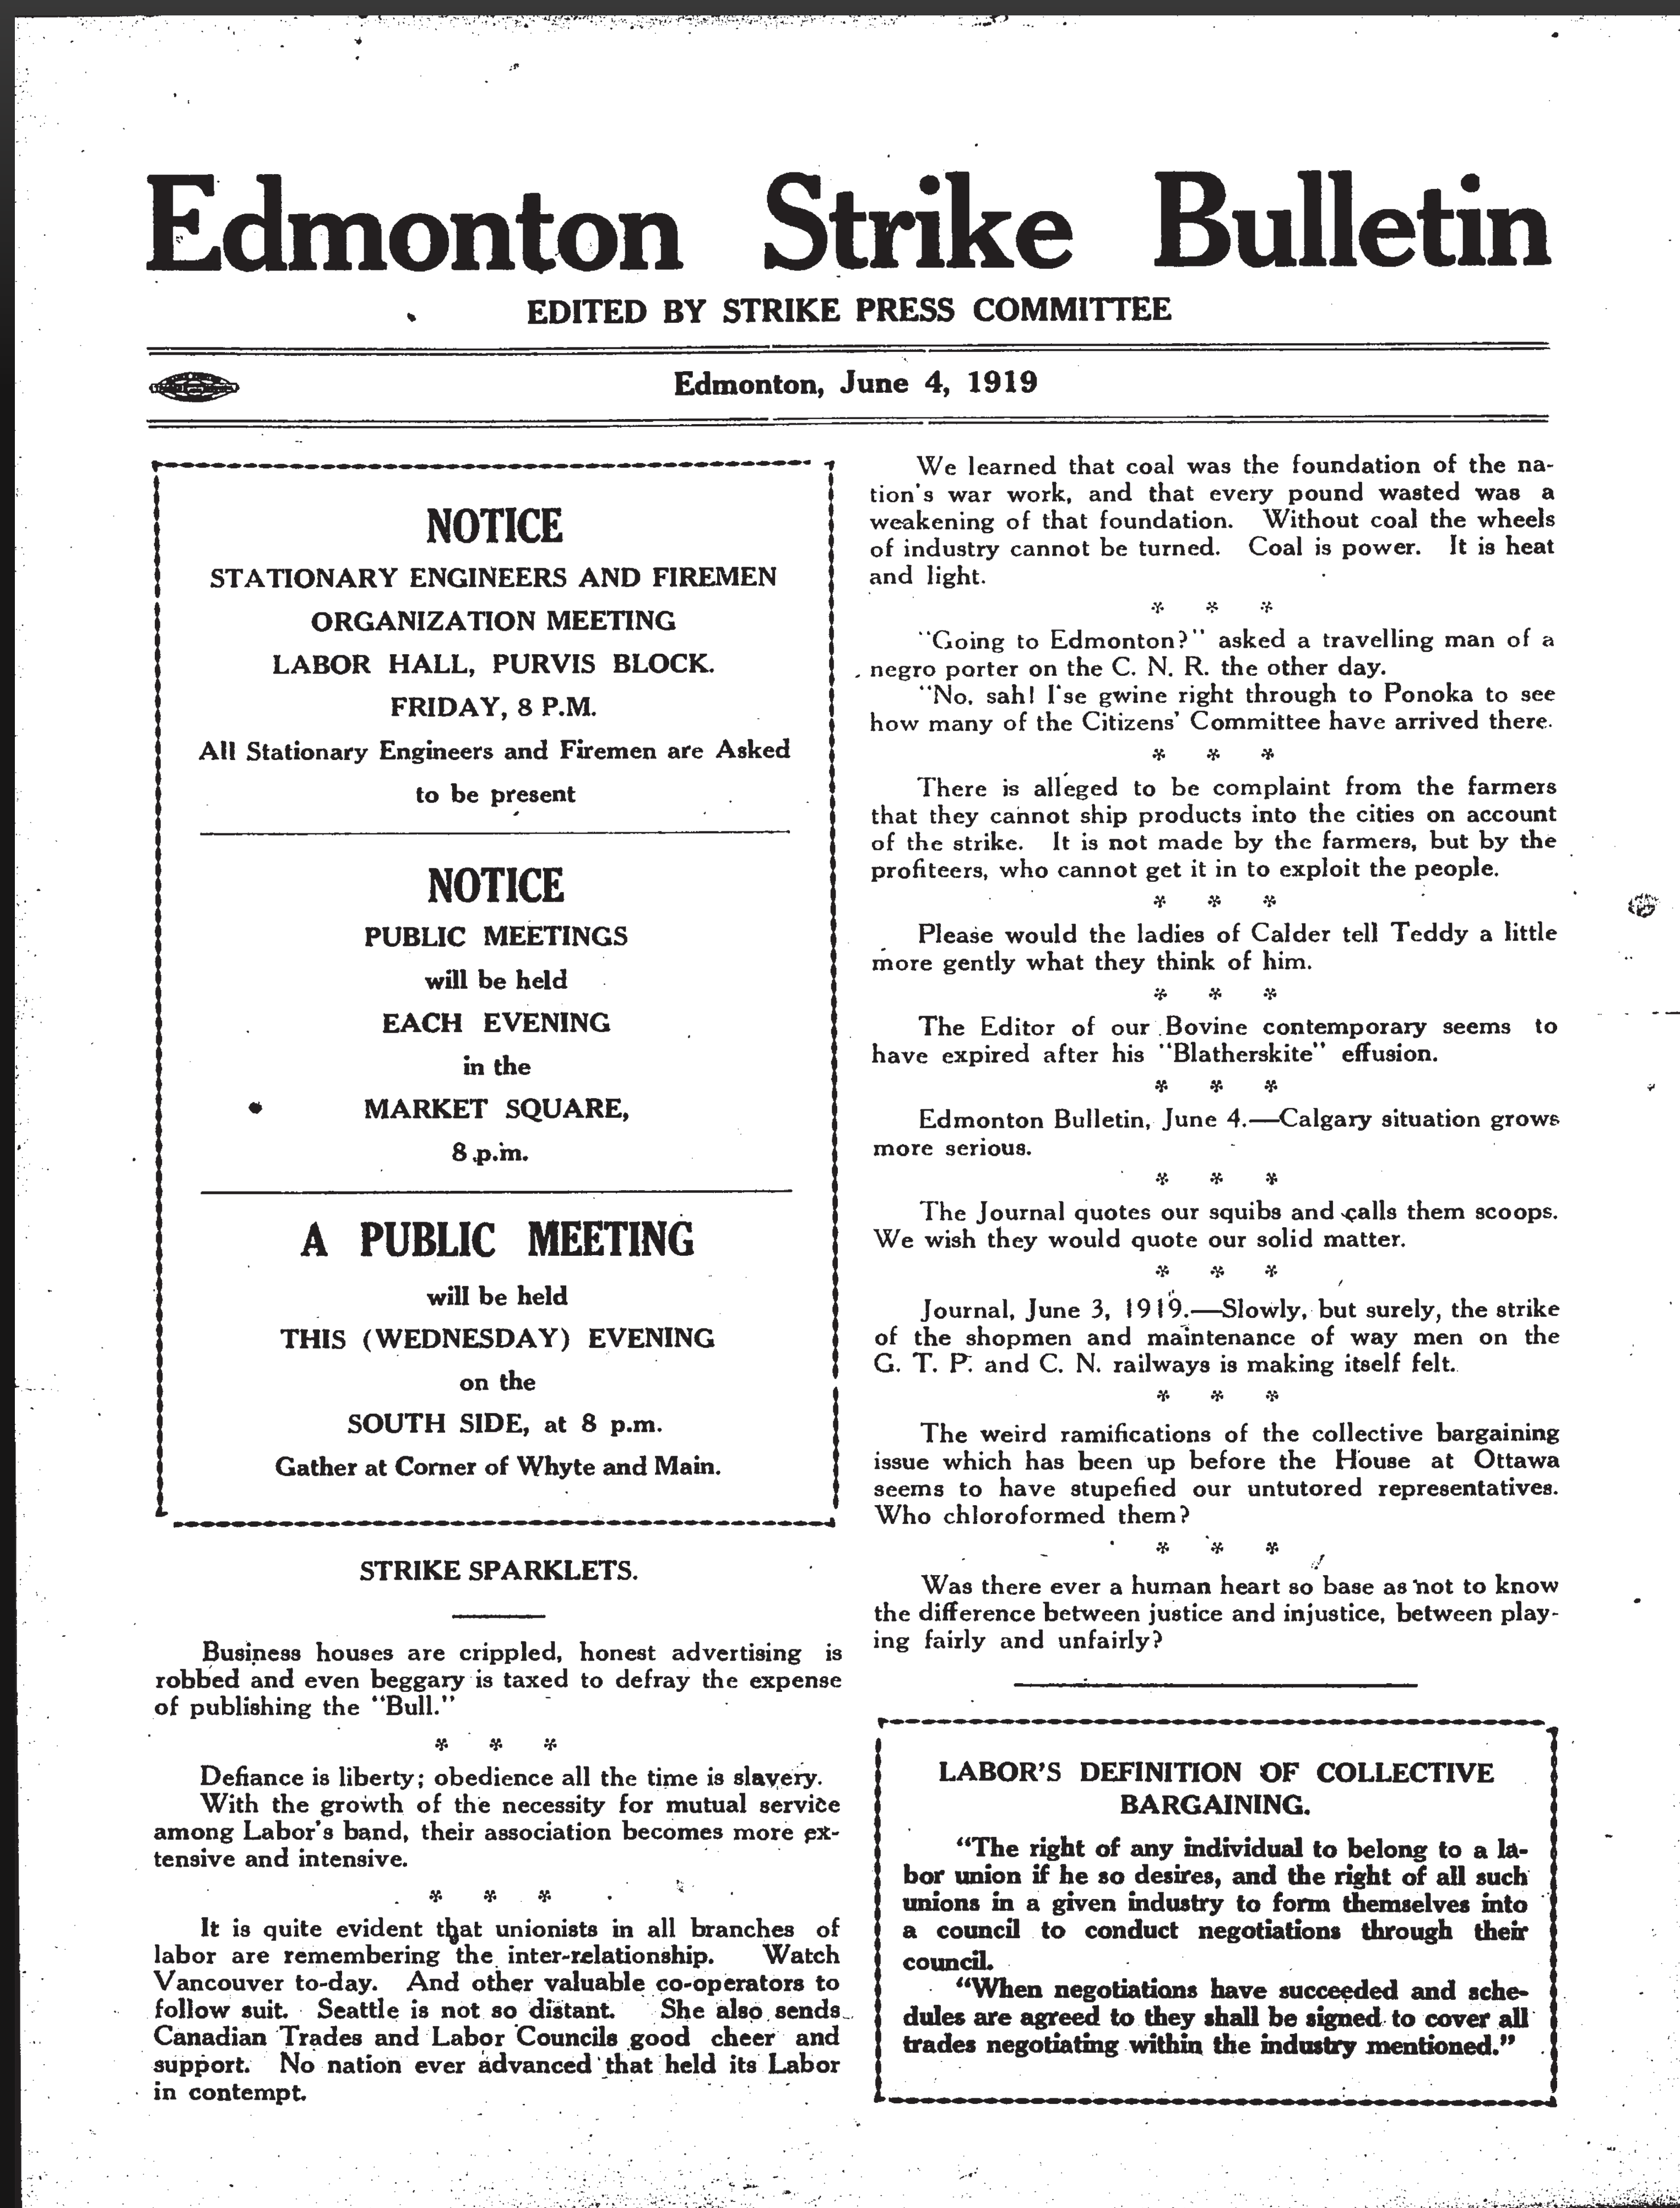 Edmonton Strike Bulletin
EDITED BY STRIKE PRESS COMMITTEE
Edmonton, June 4, 1919
NOTICE
STATIONARY ENGINEERS AND FIREMEN
ORGANIZATION MEETING
LABOR HALL, PURVIS BLOCK.
FRIDAY, 8 P.M.
All Stationary Engineers and Firemen are Asked
to be present
NOTICE
PUBLIC MEETINGS
will be held
EACH EVENING
in the
MARKET SQUARE,
8 p.m.
A PUBLIC MEETING
will be held
THIS (WEDNESDAY) EVENING
on the
SOUTH SIDE, at 8 p.m.
Gather at Corner of Whyte and Main.
STRIKE SPARKLETS.
Business houses are crippled, honest advertising is
robbed and even beggary is taxed to defray the expense
of publishing the "Bull."
* * *
Defiance is liberty; obedience all the time is slavery.
With the growth of the necessity for mutual service
among Labor's band, their association becomes more ex-
tensive and intensive.
* * *
It is quite evident that unionists in all branches of
labor are remembering the inter-relationship. Watch
Vancouver to-day. And other valuable co-operators to
follow suit. Seattle is not so distant. She also sends
Canadian Trades and Labor Councils good cheer and
support. No nation ever advanced that held its Labor
in contempt.
We learned that coal was the foundation of the na-
tion's war work, and that every pound wasted was a
weakening of that foundation. Without coal the wheels
of industry cannot be turned. Coal is power. It is heat
and light.
* * *
"Going to Edmonton?" asked a travelling man of a
negro porter on the C. N. R. the other day.
"No, sah! I'se gwine right through to Ponoka to see
how many of the Citizens' Committee have arrived there.
* * *
There is alleged to be complaint from the farmers
that they cannot ship products into the cities on account
of the strike. It is not made by the farmers, but by the
profiteers, who cannot get it in to exploit the people.
* * *
Please would the ladies of Calder tell Teddy a little
more gently what they think of him.
* * *
The Editor of our Bovine contemporary seems to
have expired after his "Blatherskite" effusion.
* * *
Edmonton Bulletin, June 4.—Calgary situation grows
more serious.
* * *
The Journal quotes our squibs and calls them scoops.
We wish they would quote our solid matter.
* * *
Journal, June 3, 1919.—Slowly, but surely, the strike
of the shopmen and maintenance of way men on the
G. T. P. and C. N. railways is making itself felt.
* * *
The weird ramifications of the collective bargaining
issue which has been up before the House at Ottawa
seems to have stupefied our untutored representatives.
Who chloroformed them?
* * *
Was there ever a human heart so base as not to know
the difference between justice and injustice, between play-
ing fairly and unfairly?
LABOR'S DEFINITION OF COLLECTIVE
BARGAINING.
"The right of any individual to belong to a la-
bor union if he so desires, and the right of all such
unions in a given industry to form themselves into
a council to conduct negotiations through their
council.
"When negotiations have succeeded and sche-
dules are agreed to they shall be signed to cover all
trades negotiating within the industry mentioned."